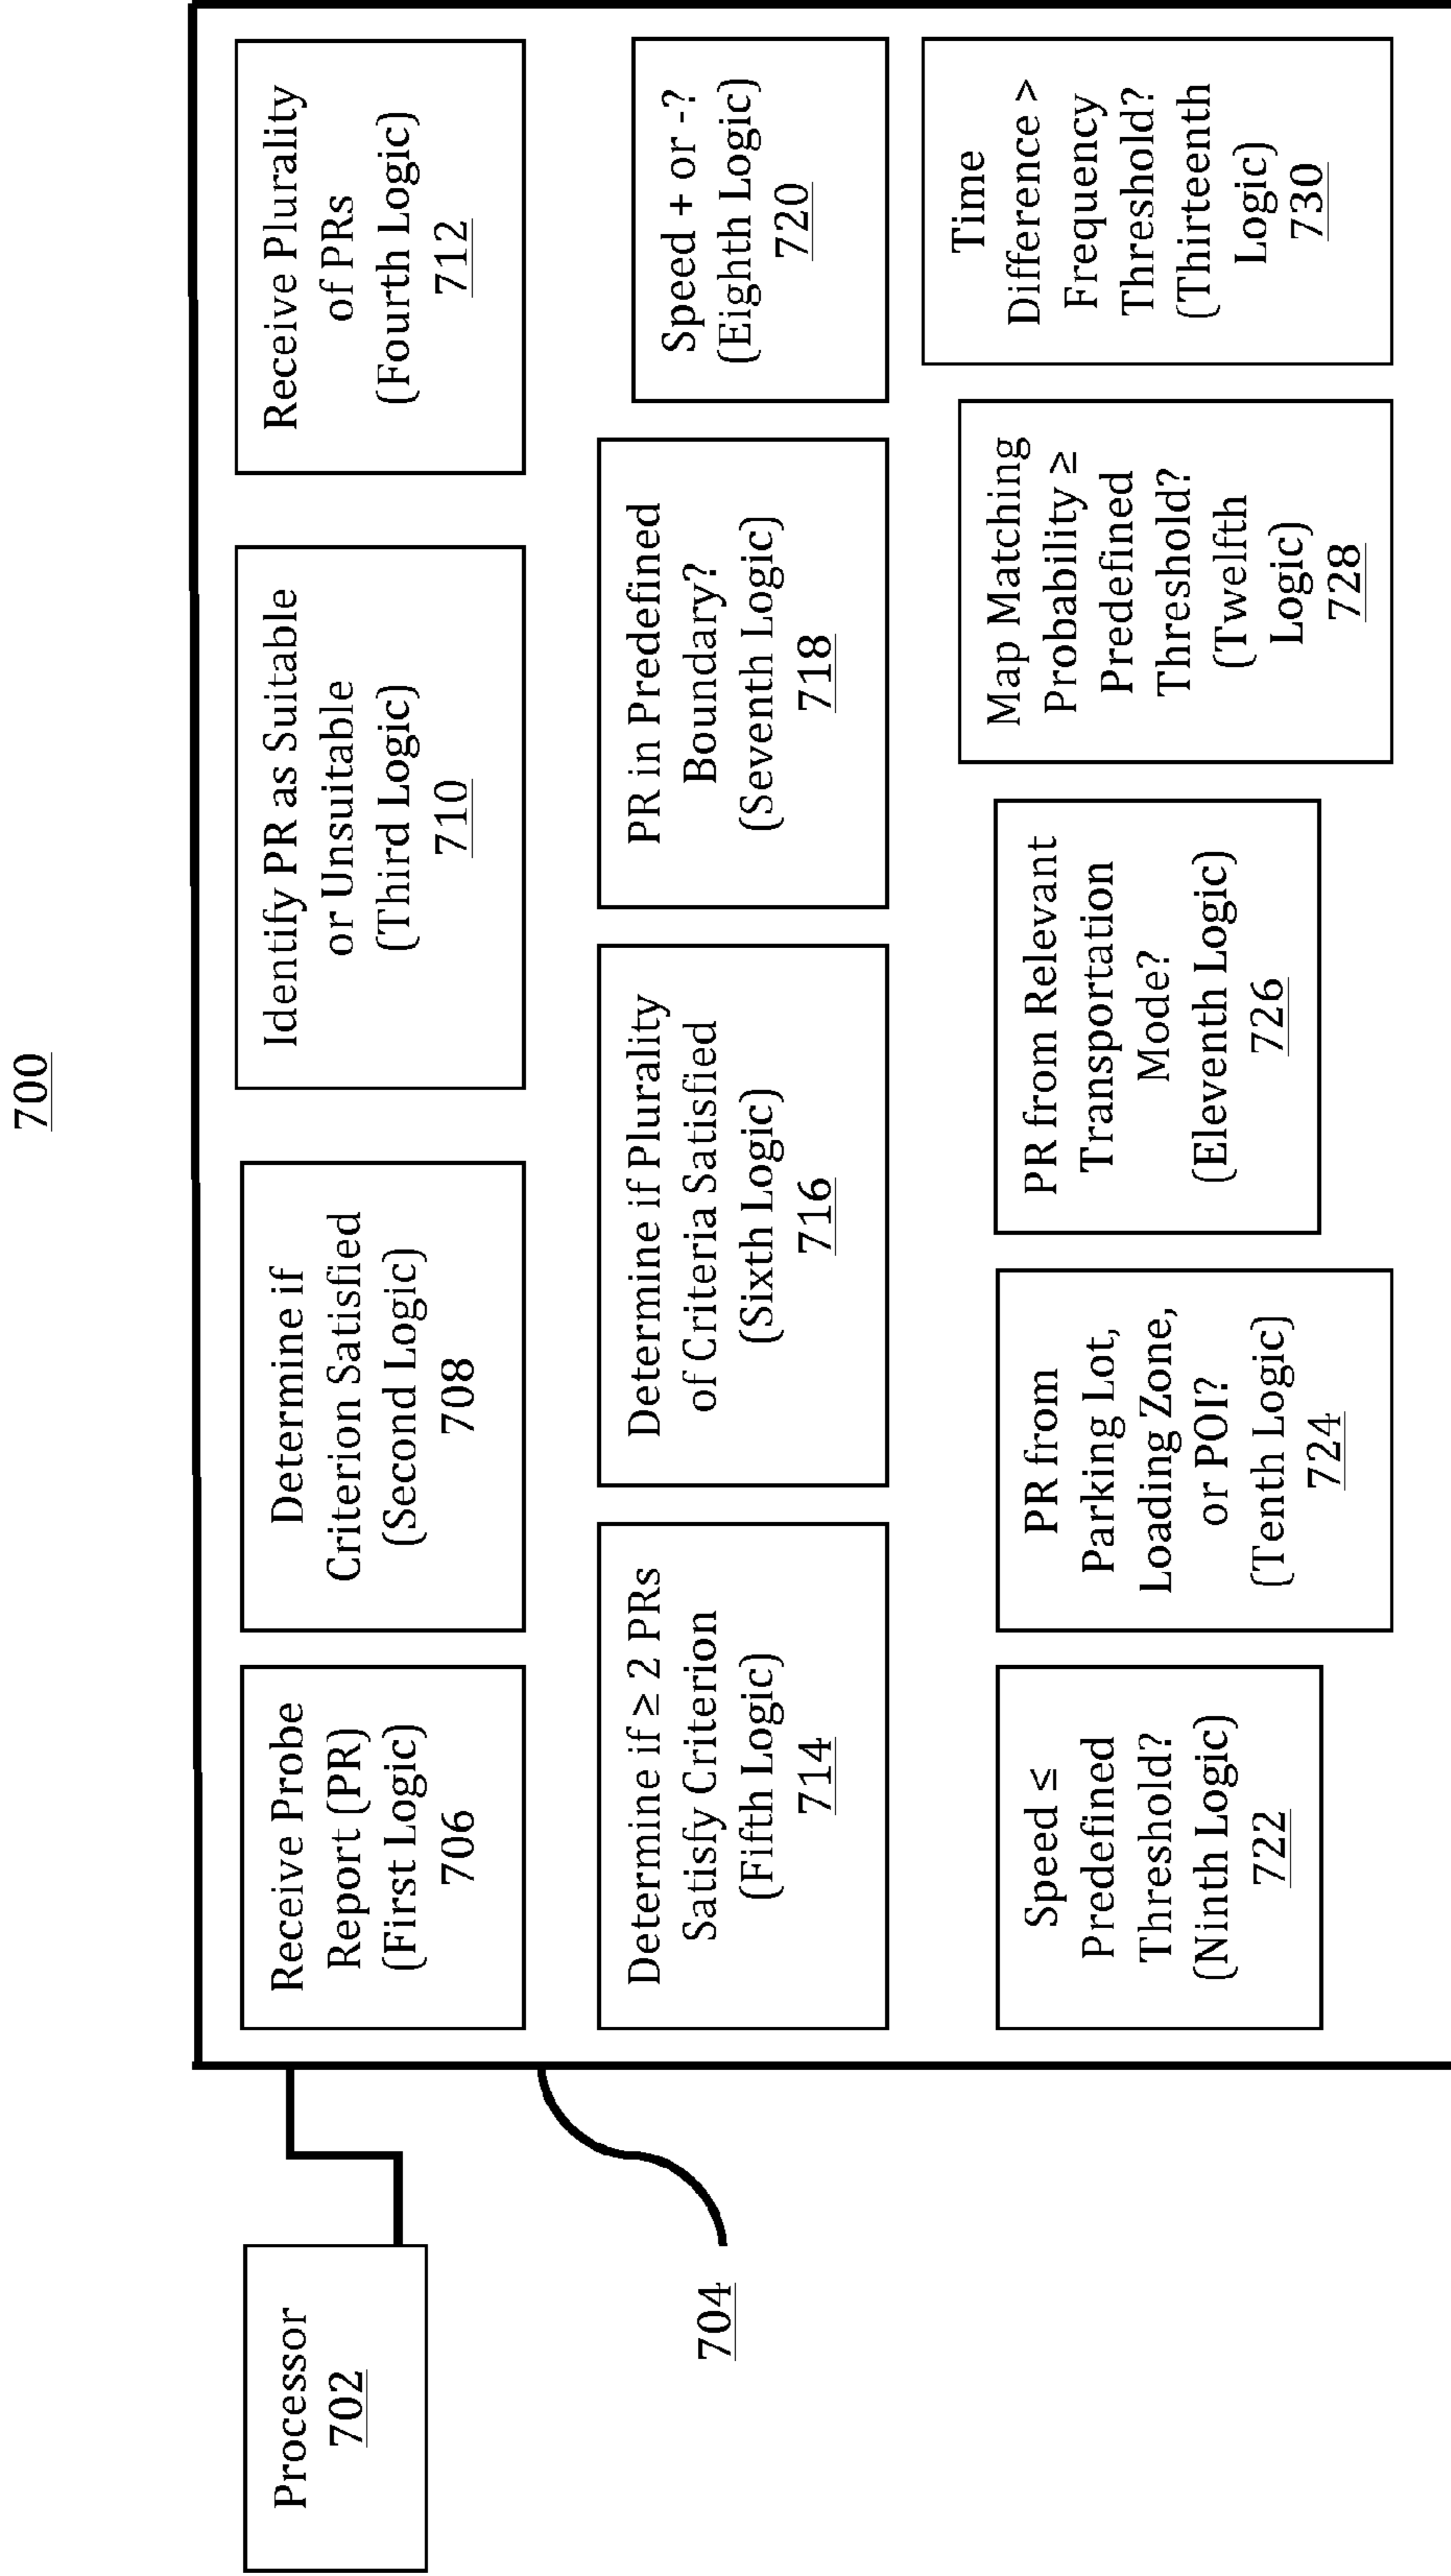 700
Processor
702
704
Receive Probe
Report (PR)
(First Logic)
706
Determine if
Criterion Satisfied
(Second Logic)
708
Identify PR as Suitable
or Unsuitable
(Third Logic)
710
Receive Plurality
of PRs
(Fourth Logic)
712
Determine if ≥ 2 PRs
Satisfy Criterion
(Fifth Logic)
714
Determine if Plurality
of Criteria Satisfied
(Sixth Logic)
716
PR in Predefined
Boundary?
(Seventh Logic)
718
Speed + or -?
(Eighth Logic)
720
Speed ≤
Predefined
Threshold?
(Ninth Logic)
722
PR from
Parking Lot,
Loading Zone,
or POI?
(Tenth Logic)
724
PR from Relevant
Transportation
Mode?
(Eleventh Logic)
726
Map Matching
Probability ≥
Predefined
Threshold?
(Twelfth
Logic)
728
Time
Difference >
Frequency
Threshold?
(Thirteenth
Logic)
730